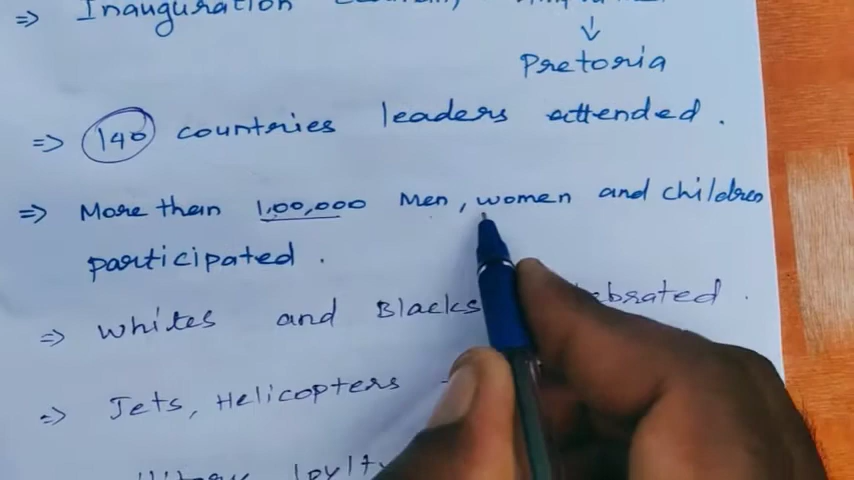 => Inauguration
↓
Pretoria
=> 140 countries leaders attended.
=> More than 1,00,000 Men, women and children
participated.
=> Whites and Blacks
=> Jets, Helicopters